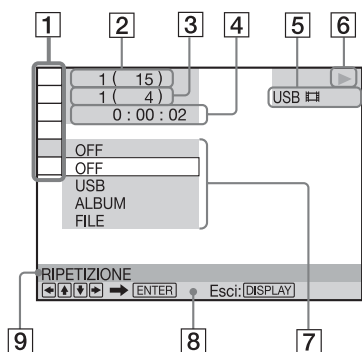 1 2 3 4 5 6
1 ( 15)
1 ( 4)
USB
0 : 00 : 02
OFF
OFF
USB
ALBUM
FILE
RIPETIZIONE
ENTER Esci: DISPLAY
9 8 7